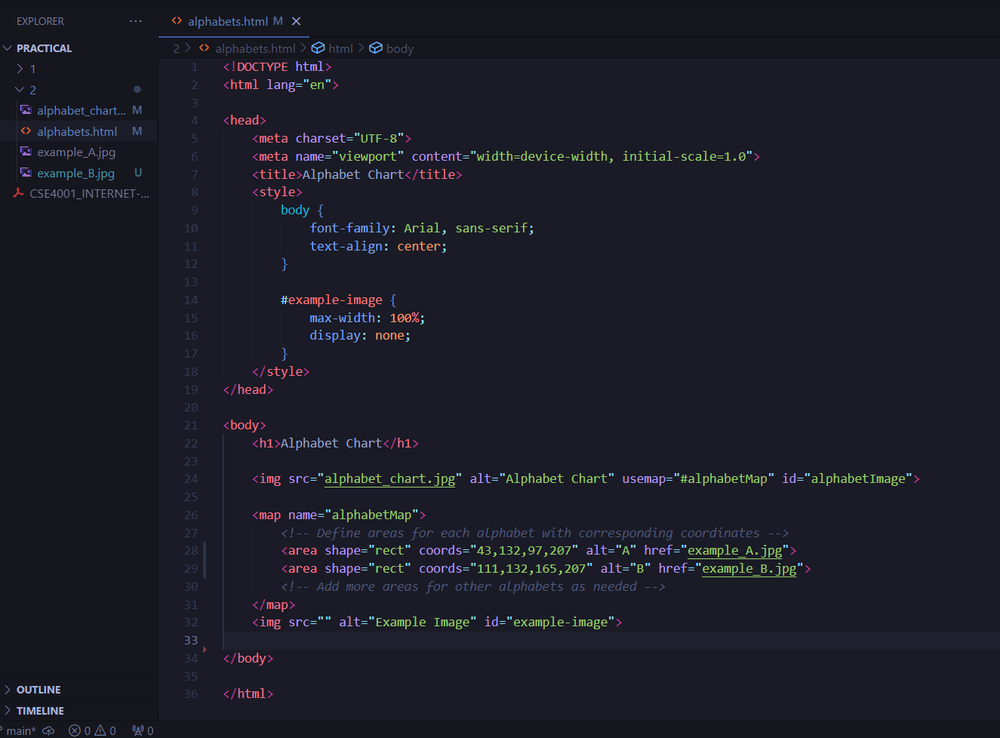 EXPLORER ···
PRACTICAL
1
2
alphabet_chart... M
alphabets.html M
example_A.jpg
example_B.jpg U
CSE4001_INTERNET-...
OUTLINE
TIMELINE
alphabets.html M
2 > alphabets.html > html > body
1 <!DOCTYPE html>
2 <html lang="en">
3
4 <head>
5 <meta charset="UTF-8">
6 <meta name="viewport" content="width=device-width, initial-scale=1.0">
7 <title>Alphabet Chart</title>
8 <style>
9 body {
10 font-family: Arial, sans-serif;
11 text-align: center;
12 }
13
14 #example-image {
15 max-width: 100%;
16 display: none;
17 }
18 </style>
19 </head>
20
21 <body>
22 <h1>Alphabet Chart</h1>
23
24 <img src="alphabet_chart.jpg" alt="Alphabet Chart" usemap="#alphabetMap" id="alphabetImage">
25
26 <map name="alphabetMap">
27 <!-- Define areas for each alphabet with corresponding coordinates -->
28 <area shape="rect" coords="43,132,97,207" alt="A" href="example_A.jpg">
29 <area shape="rect" coords="111,132,165,207" alt="B" href="example_B.jpg">
30 <!-- Add more areas for other alphabets as needed -->
31 </map>
32 <img src="" alt="Example Image" id="example-image">
33
34 </body>
35
36 </html>
main* 0 0 0